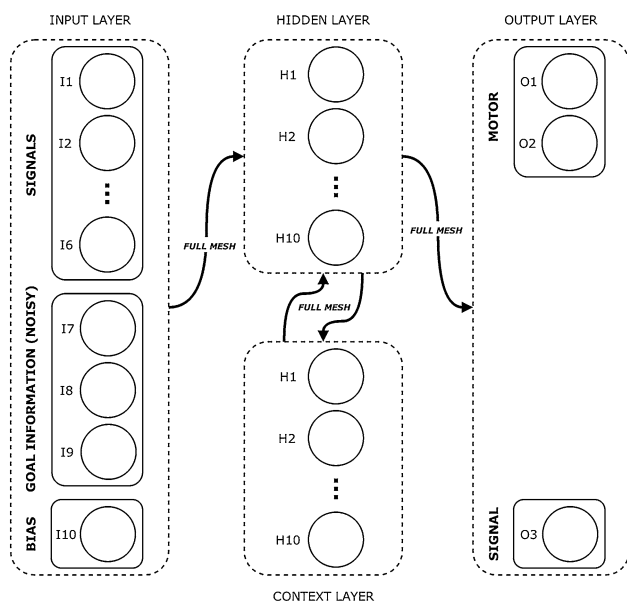 INPUT LAYER
HIDDEN LAYER
OUTPUT LAYER
SIGNALS
I1
I2
I6
GOAL INFORMATION (NOISY)
I7
I8
I9
BIAS
I10
FULL MESH
H1
H2
H10
FULL MESH
FULL MESH
H1
H2
H10
CONTEXT LAYER
MOTOR
O1
O2
SIGNAL
O3